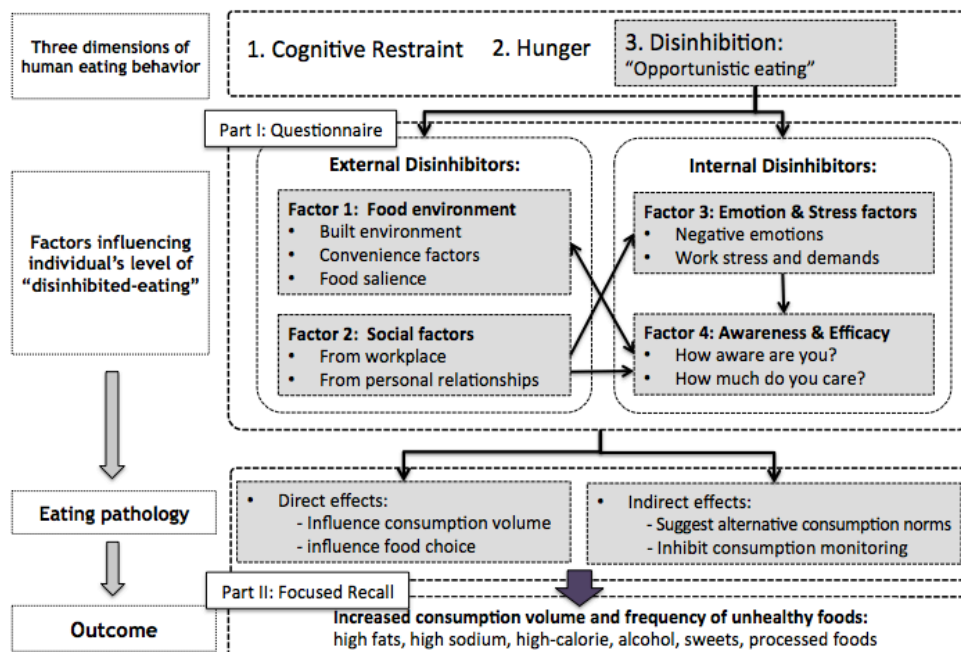 Three dimensions of
human eating behavior
1. Cognitive Restraint
2. Hunger
3. Disinhibition:
“Opportunistic eating”
Part I: Questionnaire
Factors influencing
individual’s level of
“disinhibited-eating”
External Disinhibitors:
Factor 1: Food environment
• Built environment
• Convenience factors
• Food salience
Factor 2: Social factors
• From workplace
• From personal relationships
Internal Disinhibitors:
Factor 3: Emotion & Stress factors
• Negative emotions
• Work stress and demands
Factor 4: Awareness & Efficacy
• How aware are you?
• How much do you care?
Eating pathology
• Direct effects:
- Influence consumption volume
- influence food choice
• Indirect effects:
- Suggest alternative consumption norms
- Inhibit consumption monitoring
Part II: Focused Recall
Outcome
Increased consumption volume and frequency of unhealthy foods:
high fats, high sodium, high-calorie, alcohol, sweets, processed foods